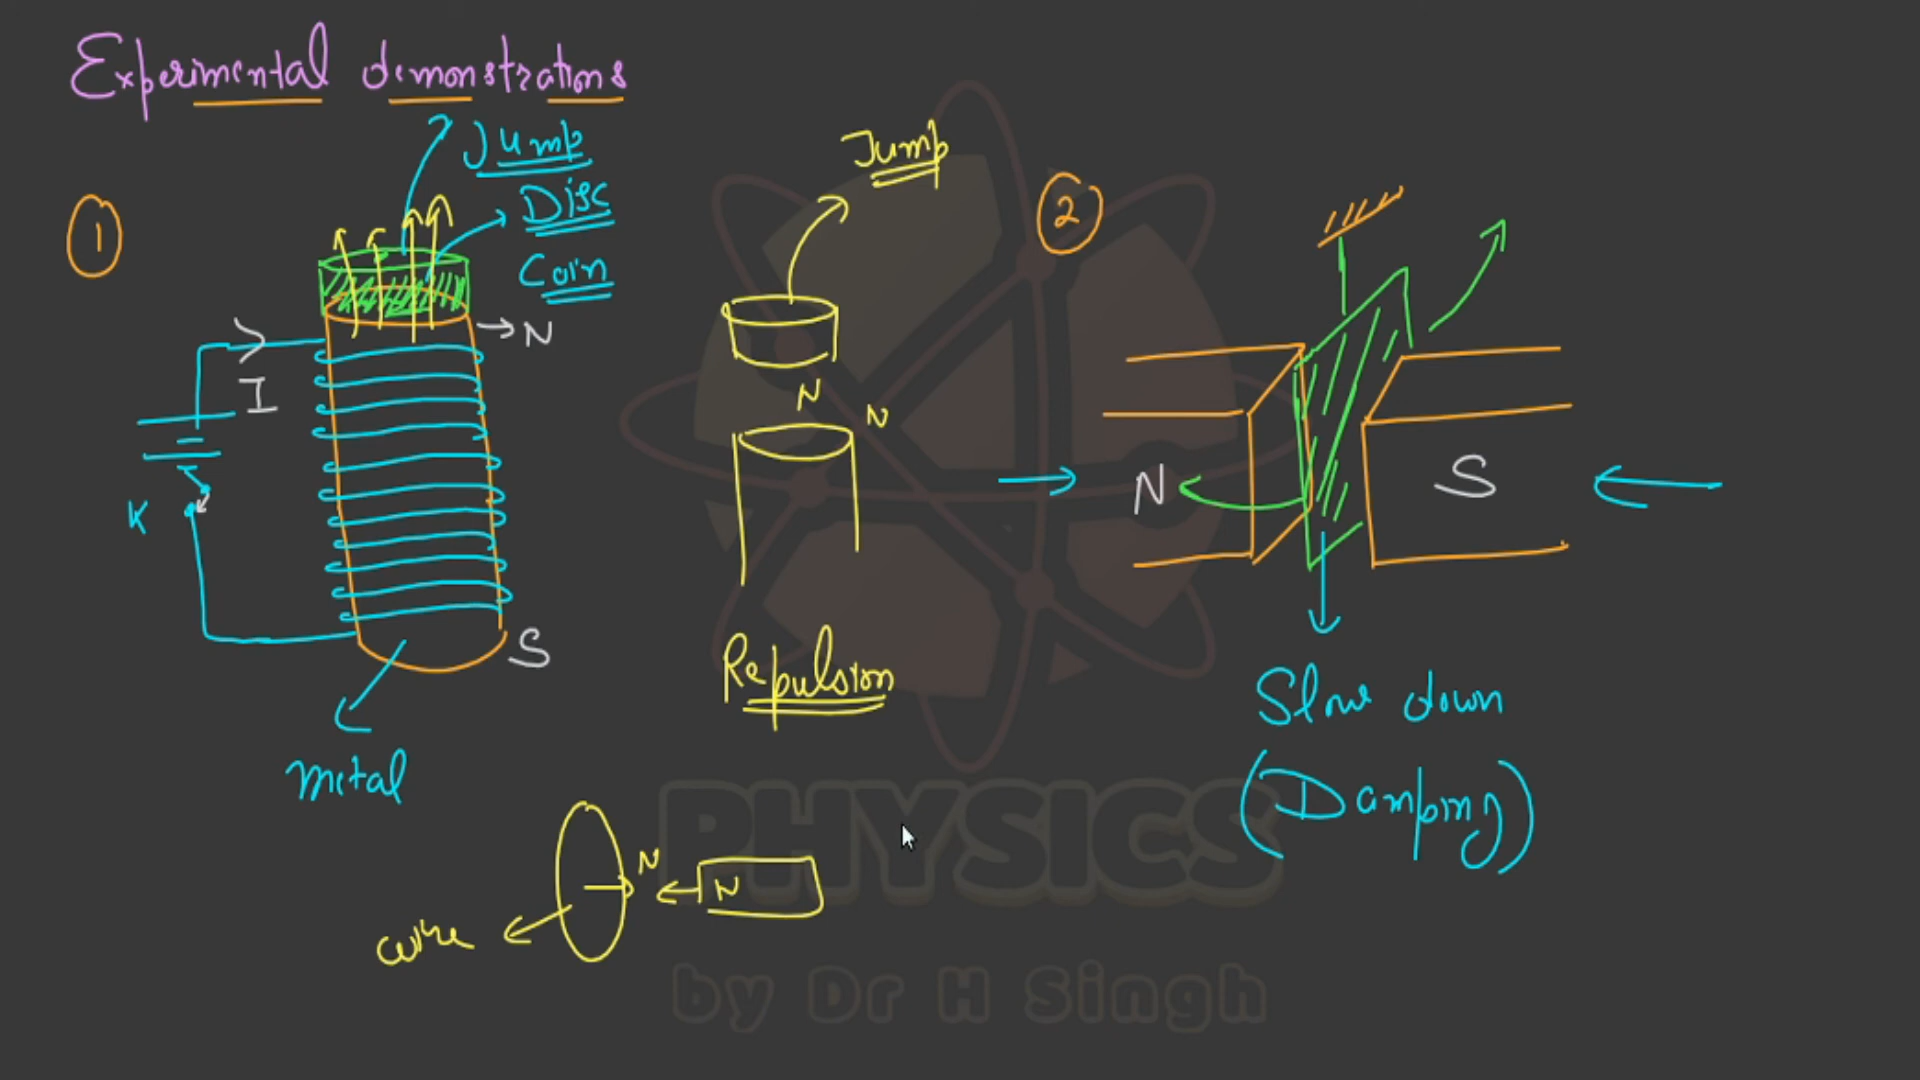 Experimental demonstrations
1
Jump
Disc
Coin
N
I
K
S
metal
Jump
N
N
Repulsion
wire
N
N
2
N
S
Slow down
(Damping)
PHYSICS
by Dr H Singh